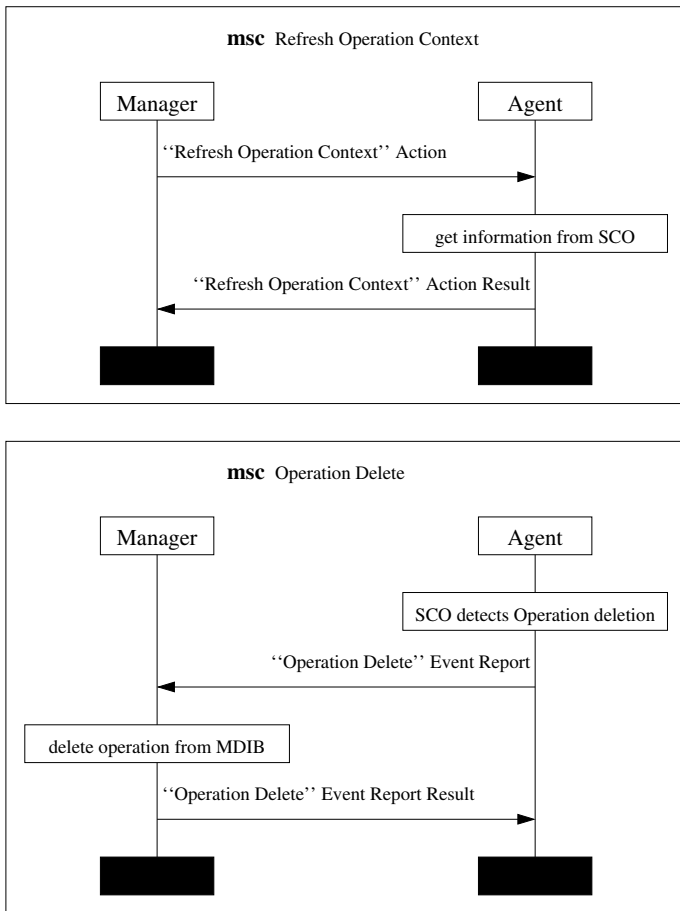 msc Refresh Operation Context
Manager
Agent
‘‘Refresh Operation Context’’ Action
get information from SCO
‘‘Refresh Operation Context’’ Action Result
msc Operation Delete
Manager
Agent
SCO detects Operation deletion
‘‘Operation Delete’’ Event Report
delete operation from MDIB
‘‘Operation Delete’’ Event Report Result